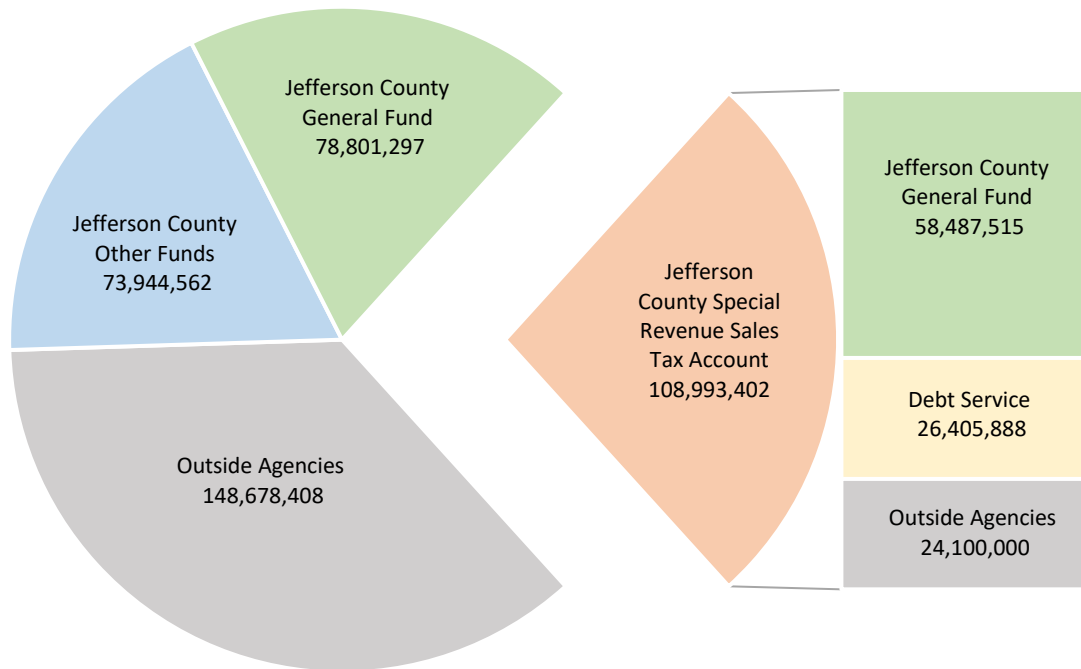 Jefferson County
General Fund
78,801,297
Jefferson County
Other Funds
73,944,562
Outside Agencies
148,678,408
Jefferson
County Special
Revenue Sales
Tax Account
108,993,402
Jefferson County
General Fund
58,487,515
Debt Service
26,405,888
Outside Agencies
24,100,000